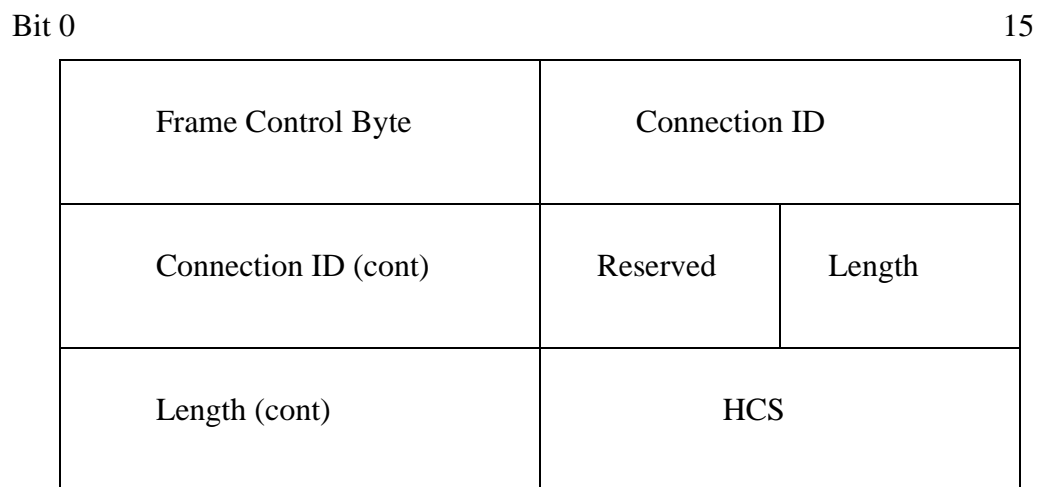 Bit 0 15
Frame Control Byte Connection ID
Connection ID (cont) Reserved Length
Length (cont) HCS